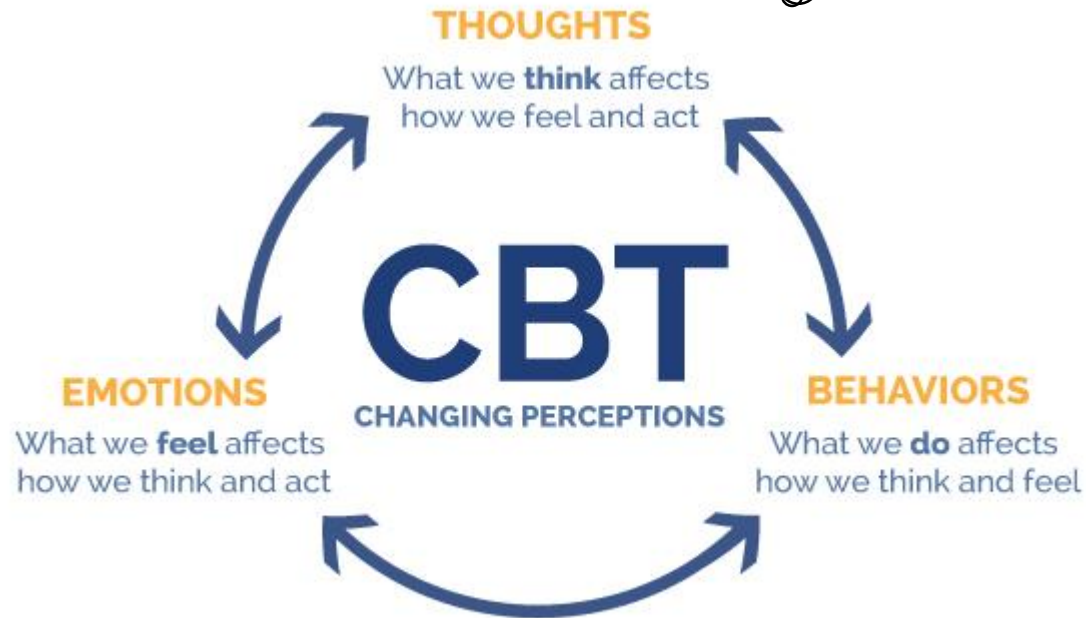 THOUGHTS
What we think affects
how we feel and act
CBT
CHANGING PERCEPTIONS
EMOTIONS
What we feel affects
how we think and act
BEHAVIORS
What we do affects
how we think and feel